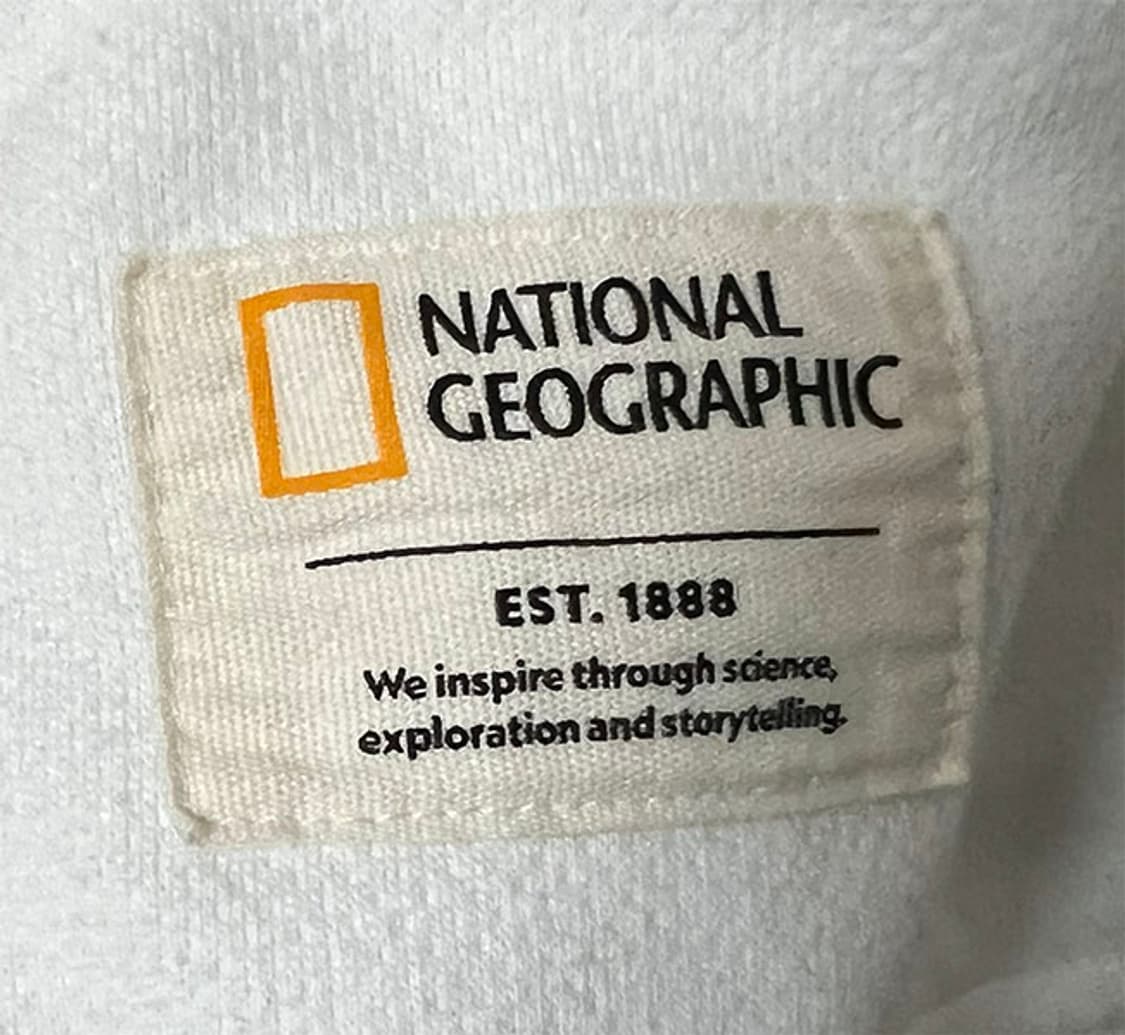 NATIONAL
GEOGRAPHIC
EST. 1888
We inspire through science,
exploration and storytelling.